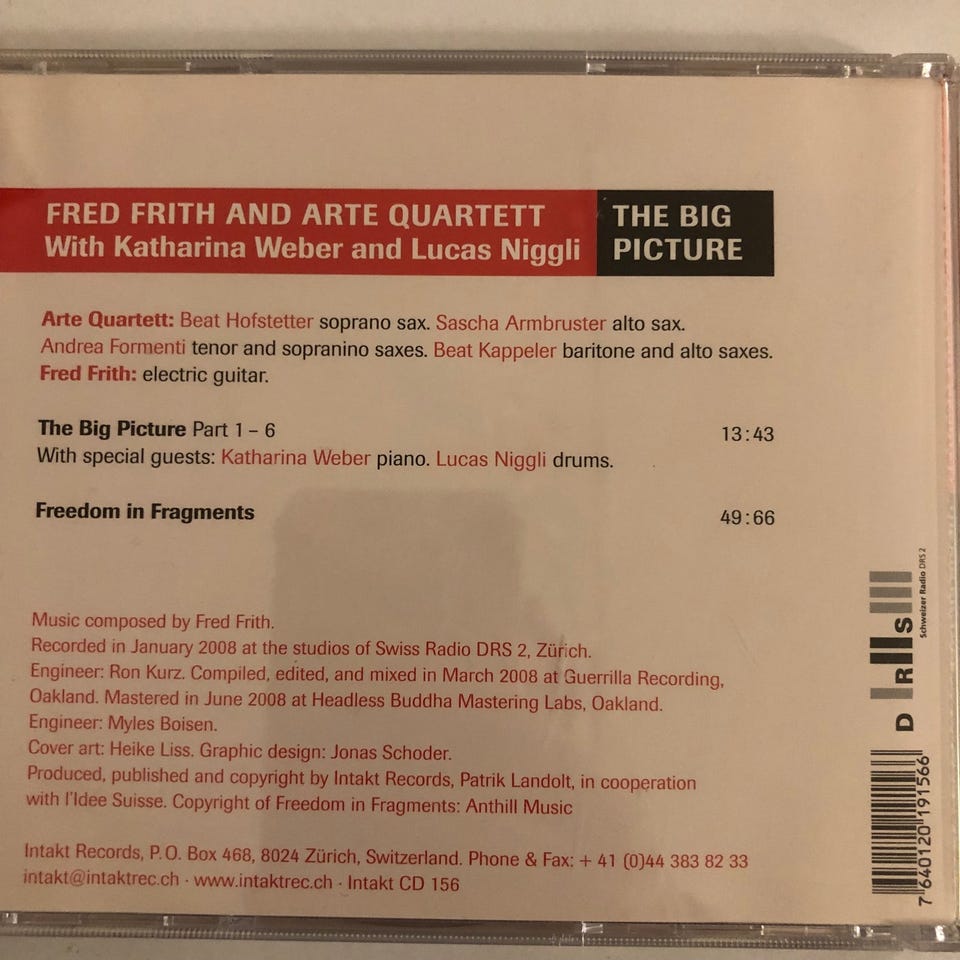 FRED FRITH AND ARTE QUARTETT
With Katharina Weber and Lucas Niggli
THE BIG
PICTURE
Arte Quartett: Beat Hofstetter soprano sax. Sascha Armbruster alto sax.
Andrea Formenti tenor and sopranino saxes. Beat Kappeler baritone and alto saxes.
Fred Frith: electric guitar.
The Big Picture Part 1 – 6 13:43
With special guests: Katharina Weber piano. Lucas Niggli drums.
Freedom in Fragments 49:66
Music composed by Fred Frith.
Recorded in January 2008 at the studios of Swiss Radio DRS 2, Zürich.
Engineer: Ron Kurz. Compiled, edited, and mixed in March 2008 at Guerrilla Recording,
Oakland. Mastered in June 2008 at Headless Buddha Mastering Labs, Oakland.
Engineer: Myles Boisen.
Cover art: Heike Liss. Graphic design: Jonas Schoder.
Produced, published and copyright by Intakt Records, Patrik Landolt, in cooperation
with l'Idee Suisse. Copyright of Freedom in Fragments: Anthill Music
Intakt Records, P.O. Box 468, 8024 Zürich, Switzerland. Phone & Fax: + 41 (0)44 383 82 33
intakt@intaktrec.ch · www.intaktrec.ch · Intakt CD 156
D R S
Schweizer Radio DRS 2
7 640120 191566